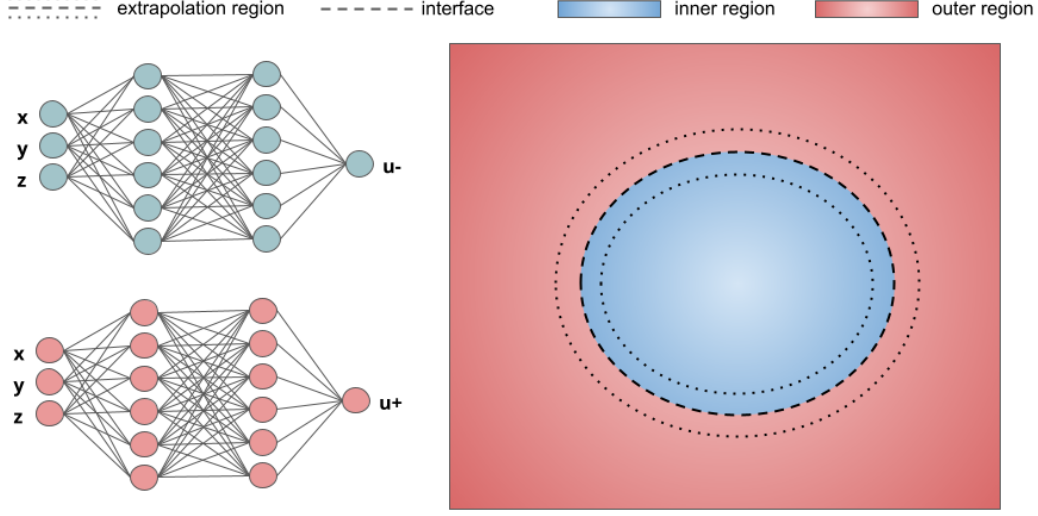 extrapolation region
interface
inner region
outer region
x
y
z
u-
x
y
z
u+